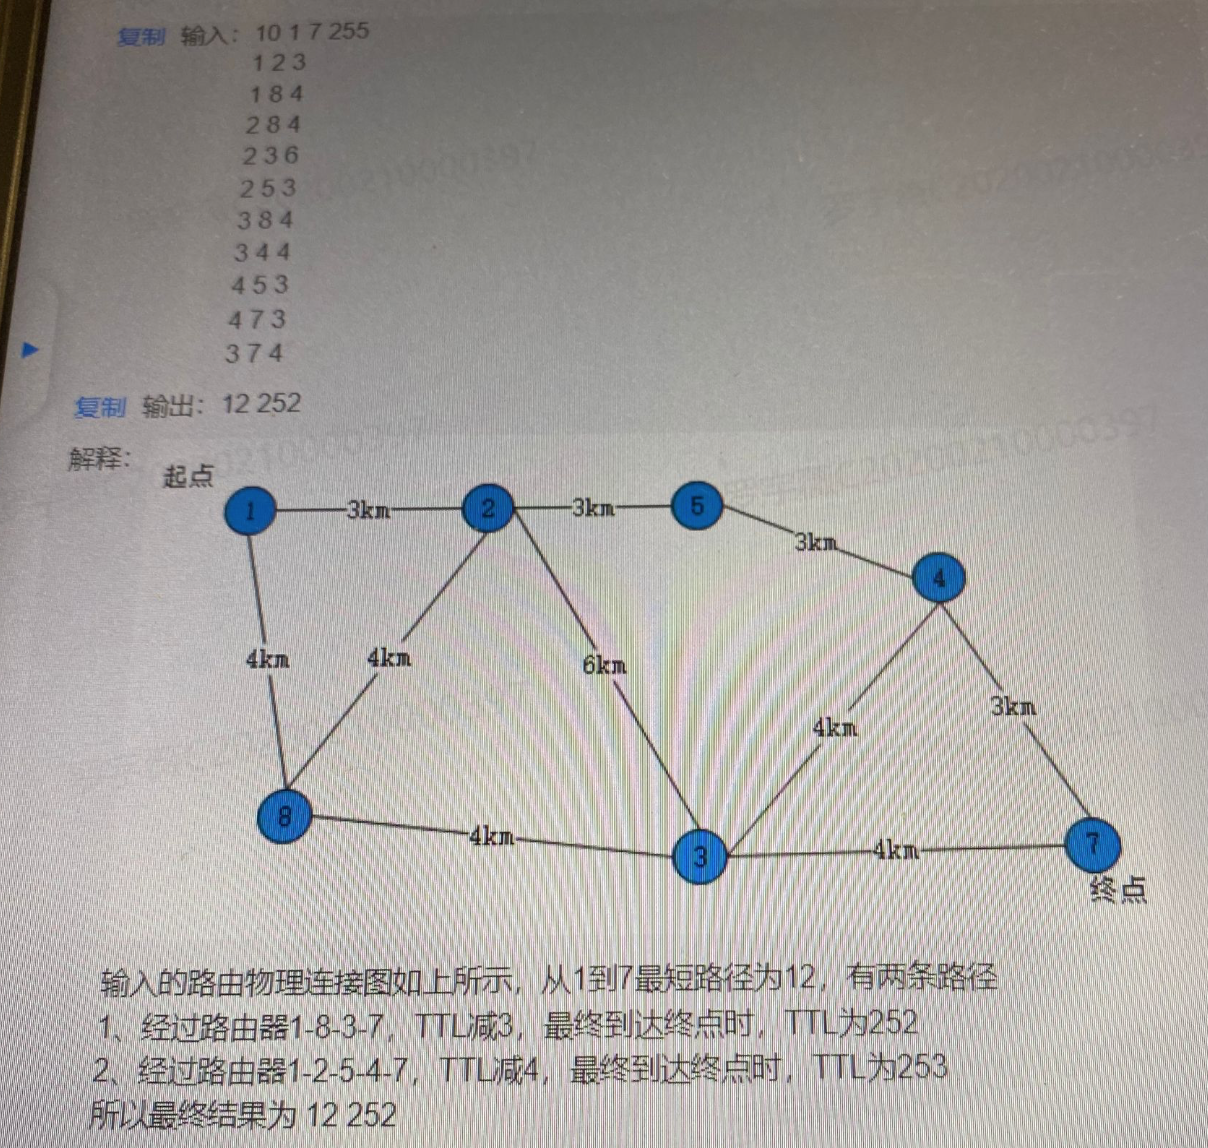 复制 输入：10 1 7 255
1 2 3
1 8 4
2 8 4
2 3 6
2 5 3
3 8 4
3 4 4
4 5 3
4 7 3
3 7 4
复制 输出：12 252
解释：
起点
1 3km 2 3km 5
3km
4
4km 4km 6km
3km
4km
8 4km 3 4km 7
终点
输入的路由物理连接图如上所示，从1到7最短路径为12，有两条路径
1、经过路由器1-8-3-7，TTL减3，最终到达终点时，TTL为252
2、经过路由器1-2-5-4-7，TTL减4，最终到达终点时，TTL为253
所以最终结果为 12 252